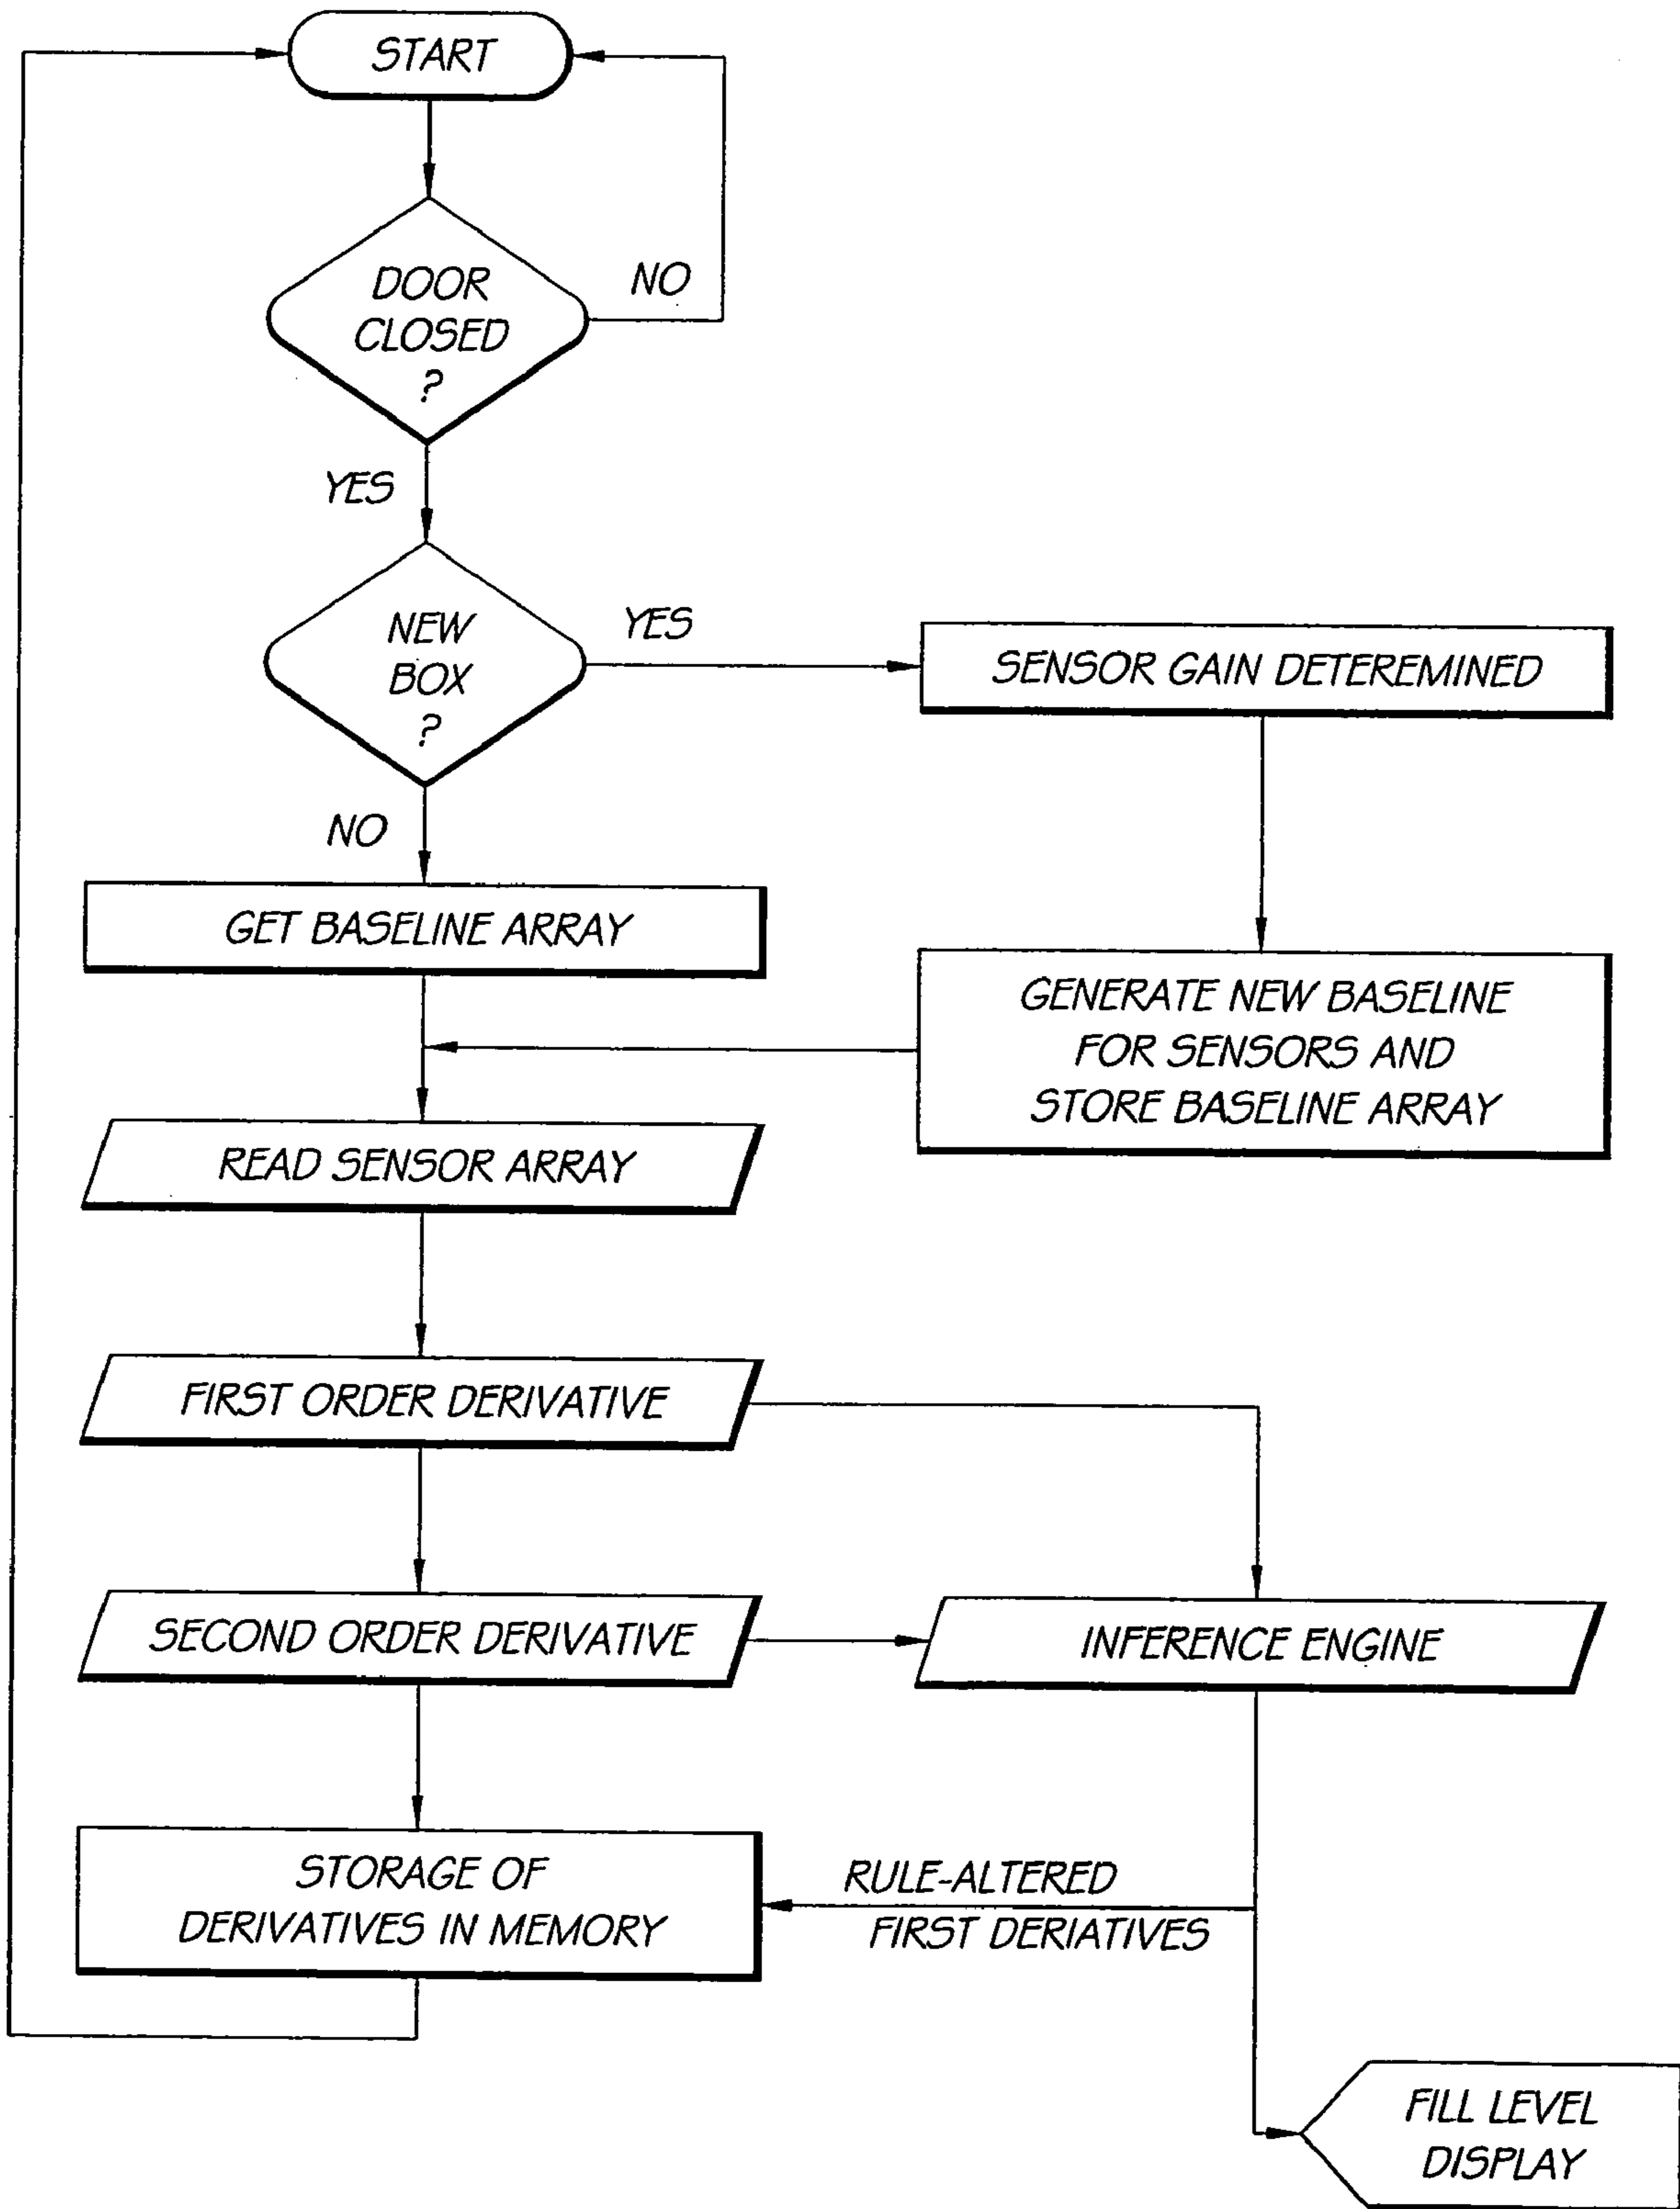 START
DOOR
CLOSED
?
NO
YES
NEW
BOX
?
YES
SENSOR GAIN DETEREMINED
NO
GET BASELINE ARRAY
GENERATE NEW BASELINE
FOR SENSORS AND
STORE BASELINE ARRAY
READ SENSOR ARRAY
FIRST ORDER DERIVATIVE
SECOND ORDER DERIVATIVE
INFERENCE ENGINE
STORAGE OF
DERIVATIVES IN MEMORY
RULE-ALTERED
FIRST DERIATIVES
FILL LEVEL
DISPLAY